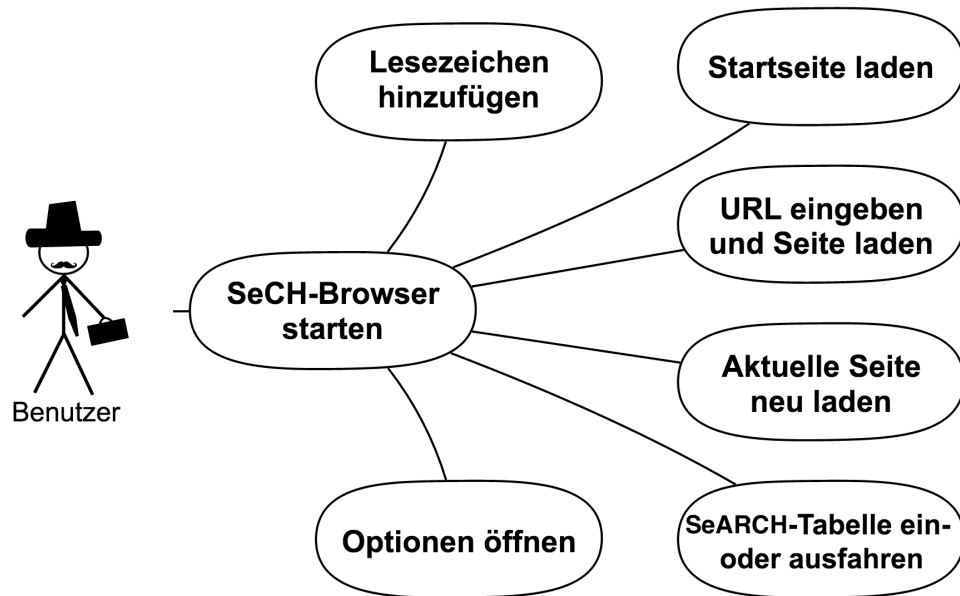 Lesezeichen
hinzufügen
Startseite laden
URL eingeben
und Seite laden
SeCH-Browser
starten
Aktuelle Seite
neu laden
Benutzer
Optionen öffnen
SeARCH-Tabelle ein-
oder ausfahren